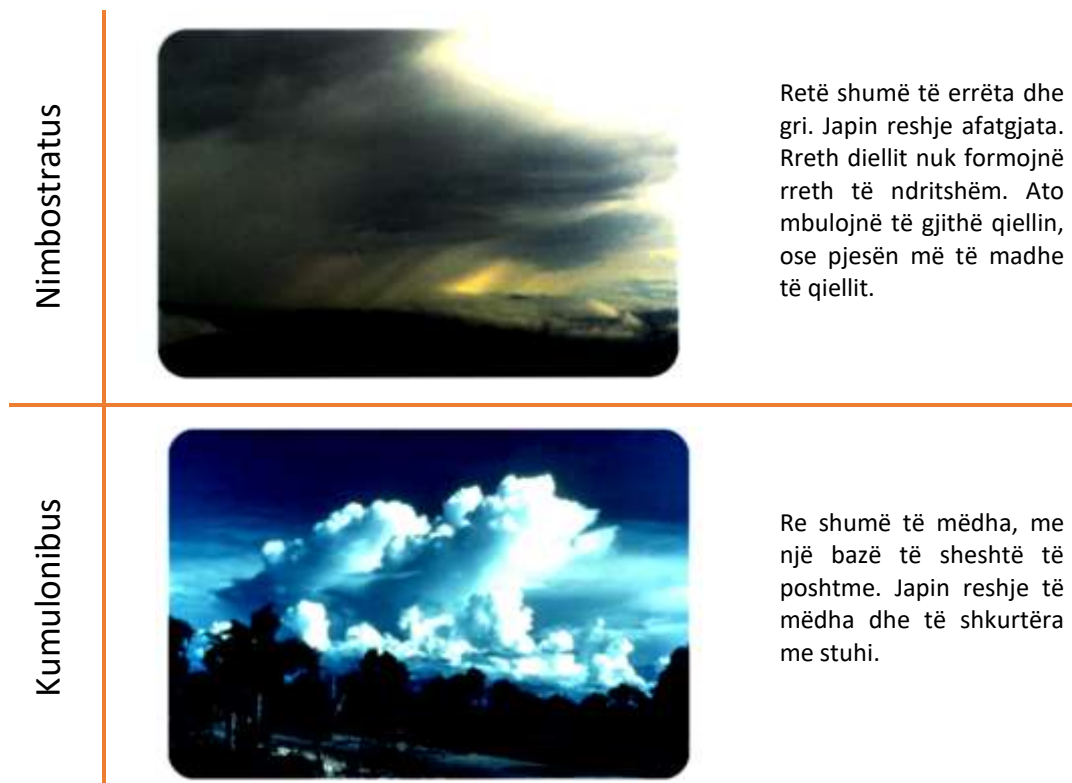 Nimbostratus
Retë shumë të errëta dhe
gri. Japin reshje afatgjata.
Rreth diellit nuk formojnë
rreth të ndritshëm. Ato
mbulojnë të gjithë qiellin,
ose pjesën më të madhe
të qiellit.
Kumulonibus
Re shumë të mëdha, me
një bazë të sheshtë të
poshtme. Japin reshje të
mëdha dhe të shkurtëra
me stuhi.